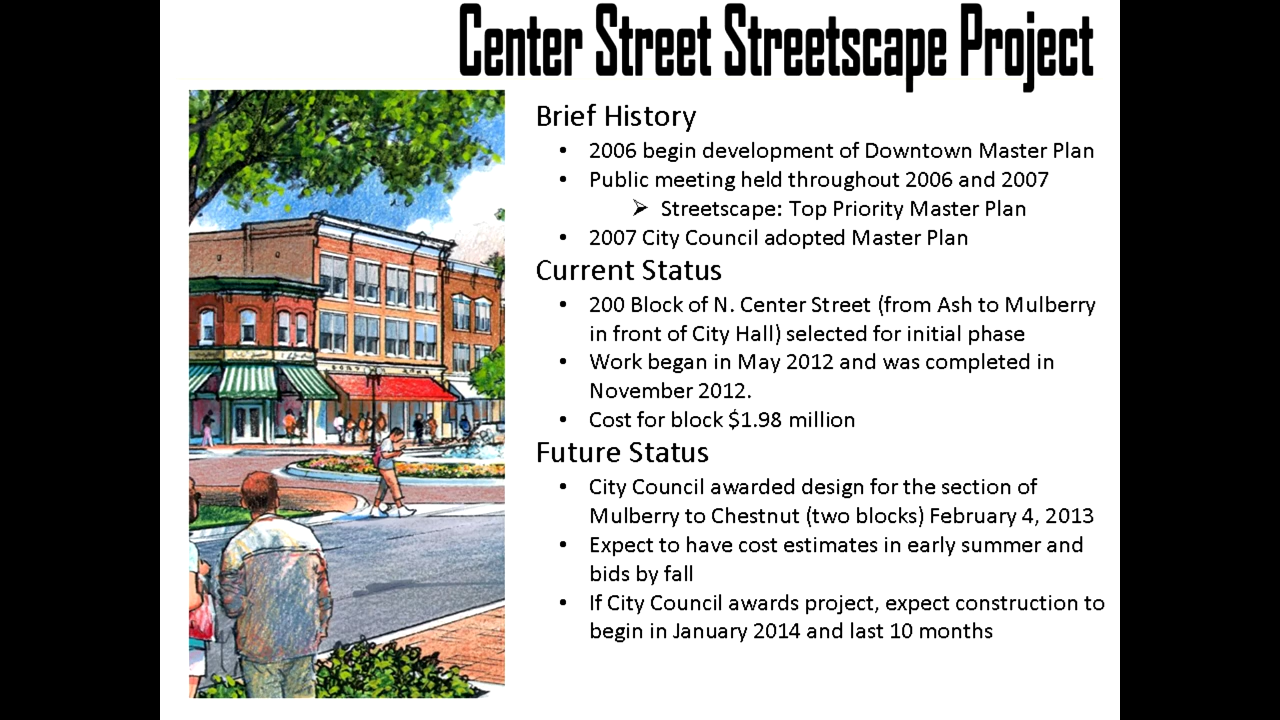 Center Street Streetscape Project
Brief History
• 2006 begin development of Downtown Master Plan
• Public meeting held throughout 2006 and 2007
➢ Streetscape: Top Priority Master Plan
• 2007 City Council adopted Master Plan
Current Status
• 200 Block of N. Center Street (from Ash to Mulberry
in front of City Hall) selected for initial phase
• Work began in May 2012 and was completed in
November 2012.
• Cost for block $1.98 million
Future Status
• City Council awarded design for the section of
Mulberry to Chestnut (two blocks) February 4, 2013
• Expect to have cost estimates in early summer and
bids by fall
• If City Council awards project, expect construction to
begin in January 2014 and last 10 months